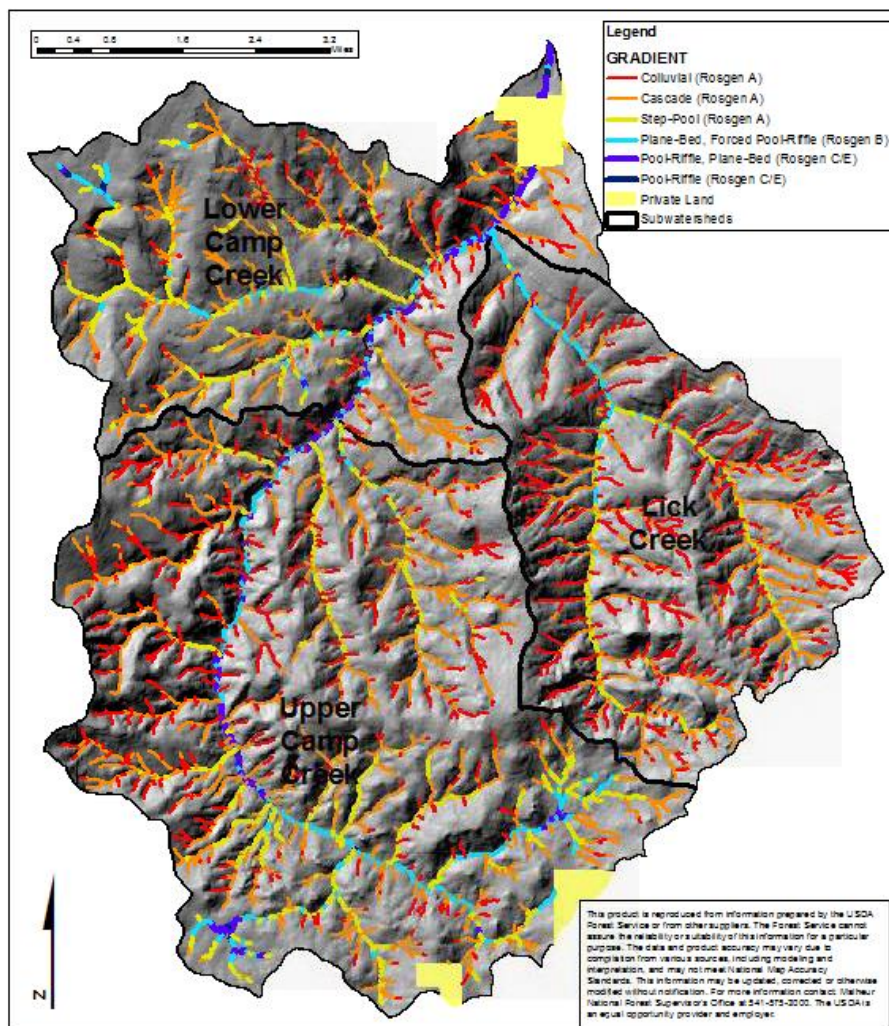 0 0.4 0.8 1.6 2.4 3.2
Miles
Legend
GRADIENT
Colluvial (Rosgen A)
Cascade (Rosgen A)
Step-Pool (Rosgen A)
Plane-Bed, Forced Pool-Riffle (Rosgen B)
Pool-Riffle, Plane-Bed (Rosgen C/E)
Pool-Riffle (Rosgen C/E)
Private Land
Subwatersheds
Lower
Camp
Creek
Lick
Creek
Upper
Camp
Creek
N
This product is reproduced from information prepared by the USDA
Forest Service or from other suppliers. The Forest Service cannot
assure the reliability or suitability of this information for a particular
purpose. The data and product accuracy may vary due to
compilation from various sources, including modeling and
interpretation, and may not meet National Map Accuracy
Standards. This information may be updated, corrected or otherwise
modified without notification. For more information contact: Malheur
National Forest Supervisor's Office at 541-575-3000. The USDA is
an equal opportunity provider and employer.